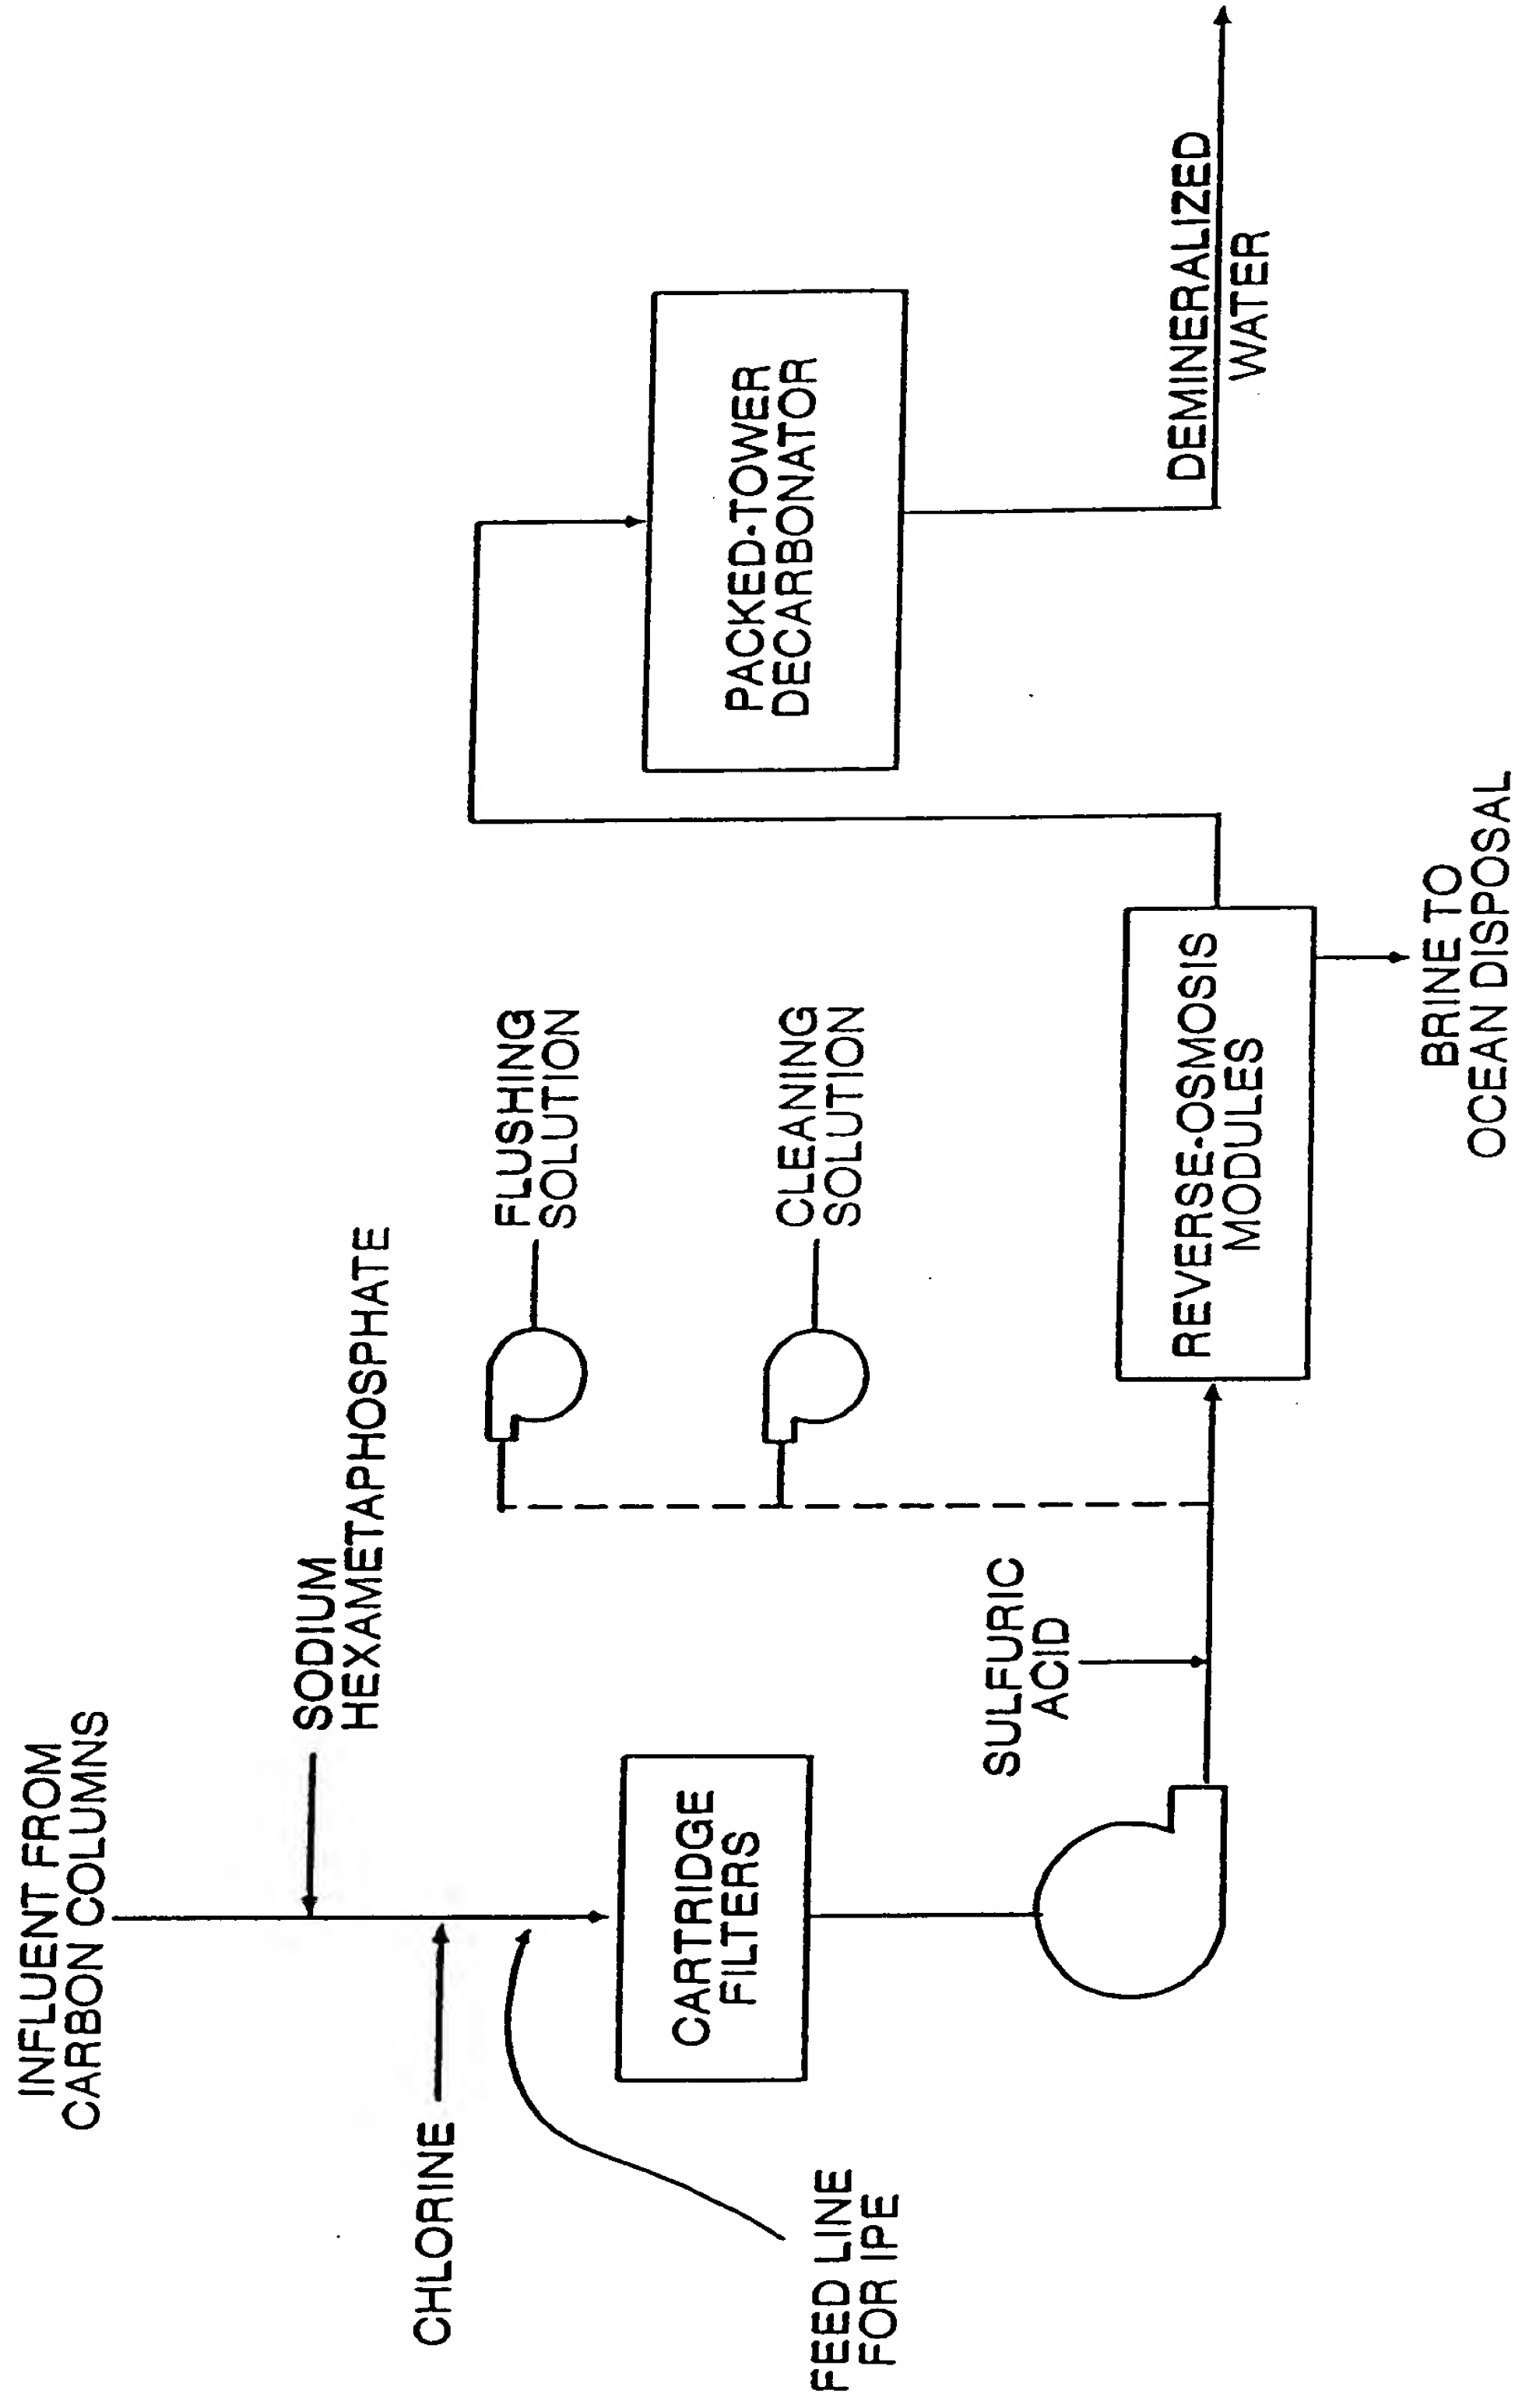 INFLUENT FROM
CARBON COLUMNS
SODIUM
HEXAMETAPHOSPHATE
CHLORINE
FEED LINE
FOR IPE
CARTRIDGE
FILTERS
SULFURIC
ACID
FLUSHING
SOLUTION
CLEANING
SOLUTION
REVERSE-OSMOSIS
MODULES
BRINE TO
OCEAN DISPOSAL
PACKED-TOWER
DECARBONATOR
DEMINERALIZED
WATER